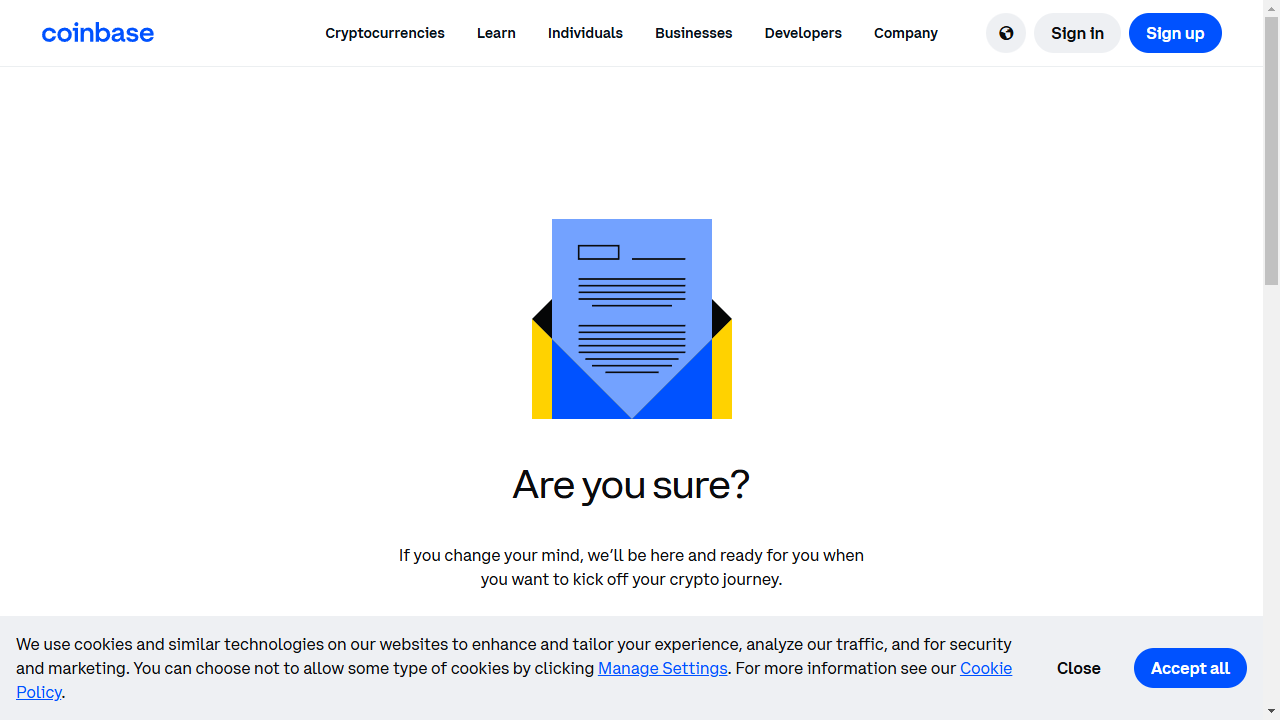 coinbase
Cryptocurrencies
Learn
Individuals
Businesses
Developers
Company
Sign in
Sign up
Are you sure?
If you change your mind, we’ll be here and ready for you when
you want to kick off your crypto journey.
We use cookies and similar technologies on our websites to enhance and tailor your experience, analyze our traffic, and for security
and marketing. You can choose not to allow some type of cookies by clicking Manage Settings. For more information see our Cookie
Policy.
Close
Accept all